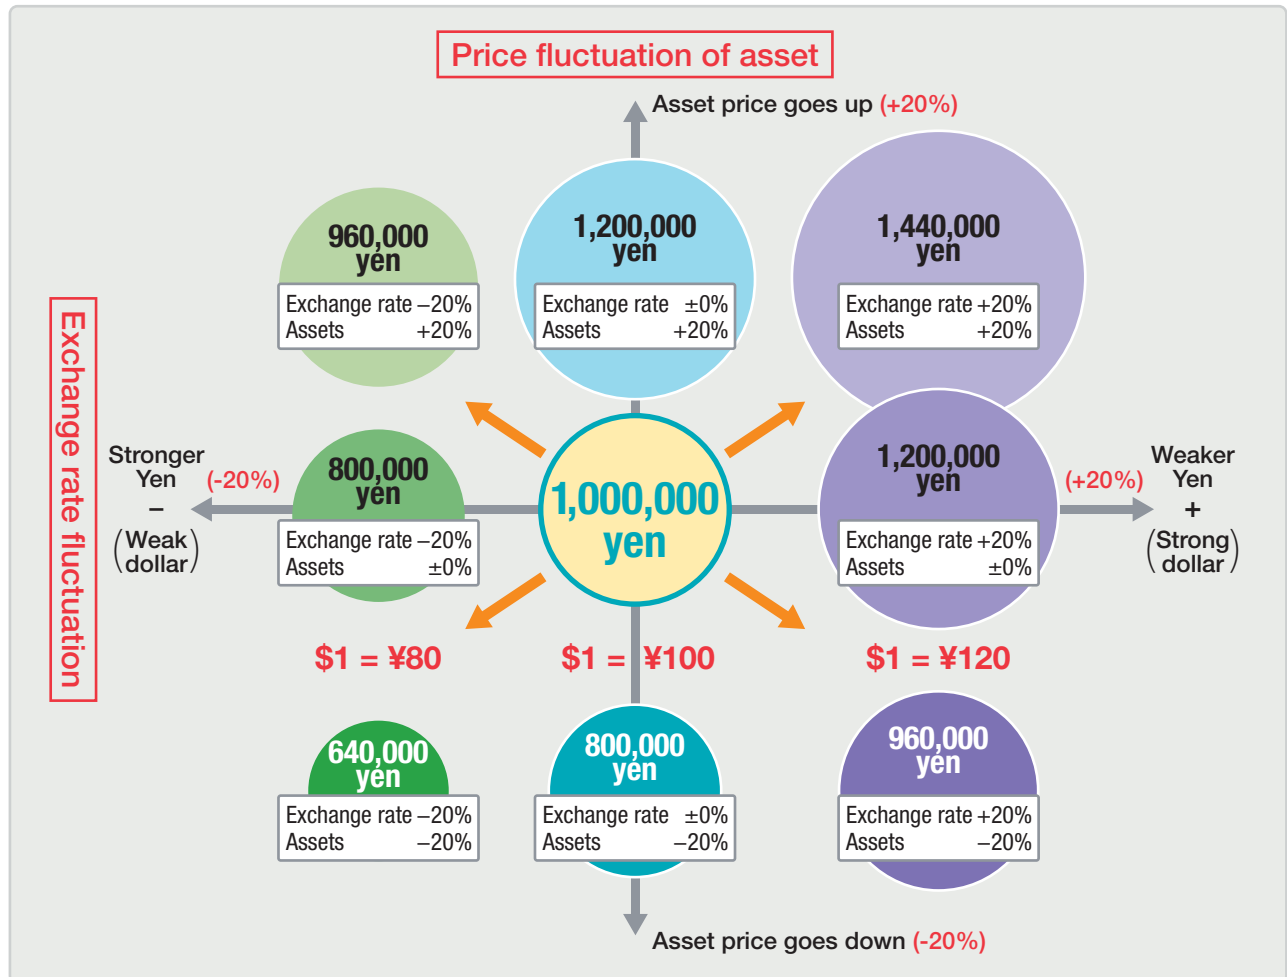 Price fluctuation of asset
Asset price goes up (+20%)
960,000
yen
Exchange rate −20%
Assets +20%
1,200,000
yen
Exchange rate ±0%
Assets +20%
1,440,000
yen
Exchange rate +20%
Assets +20%
Exchange rate fluctuation
Stronger
Yen
(-20%)
−
(Weak
dollar)
800,000
yen
Exchange rate −20%
Assets ±0%
1,000,000
yen
1,200,000
yen
Exchange rate +20%
Assets ±0%
(+20%)
Weaker
Yen
+
(Strong
dollar)
$1 = ¥80
$1 = ¥100
$1 = ¥120
640,000
yen
Exchange rate −20%
Assets −20%
800,000
yen
Exchange rate ±0%
Assets −20%
960,000
yen
Exchange rate +20%
Assets −20%
Asset price goes down (-20%)